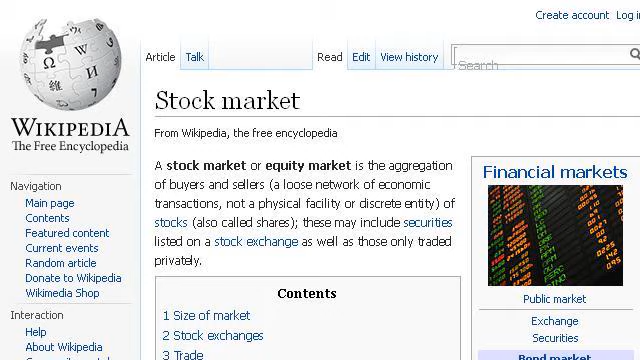 Create account
Log in
Article
Talk
Read
Edit
View history
Search
WIKIPEDIA
The Free Encyclopedia
Stock market
From Wikipedia, the free encyclopedia
A stock market or equity market is the aggregation
of buyers and sellers (a loose network of economic
transactions, not a physical facility or discrete entity) of
stocks (also called shares); these may include securities
listed on a stock exchange as well as those only traded
privately.
Financial markets
Public market
Exchange
Securities
Bond market
Navigation
Main page
Contents
Featured content
Current events
Random article
Donate to Wikipedia
Wikimedia Shop
Interaction
Help
About Wikipedia
Contents
1 Size of market
2 Stock exchanges
3 Trade